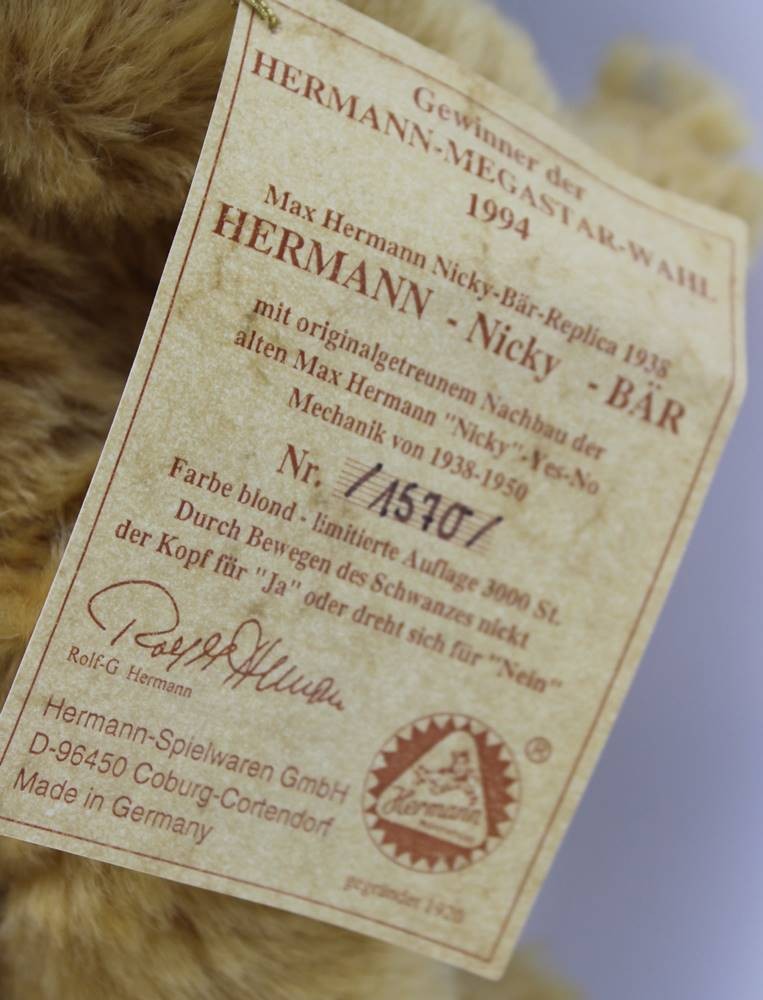 Gewinner der
HERMANN-MEGASTAR-WAHL
1994
Max Hermann Nicky-Bär-Replica 1938
HERMANN - Nicky - BÄR
mit originalgetreunem Nachbau der
alten Max Hermann "Nicky"-Yes-No
Mechanik von 1938-1950
Nr. /1570/
Farbe blond - limitierte Auflage 3000 St.
Durch Bewegen des Schwanzes nickt
der Kopf für "Ja" oder dreht sich für "Nein"
Rolf-G Hermann
Rolf-G Hermann
Hermann-Spielwaren GmbH
D-96450 Coburg-Cortendorf
Made in Germany
®
Hermann
gegründet 1920